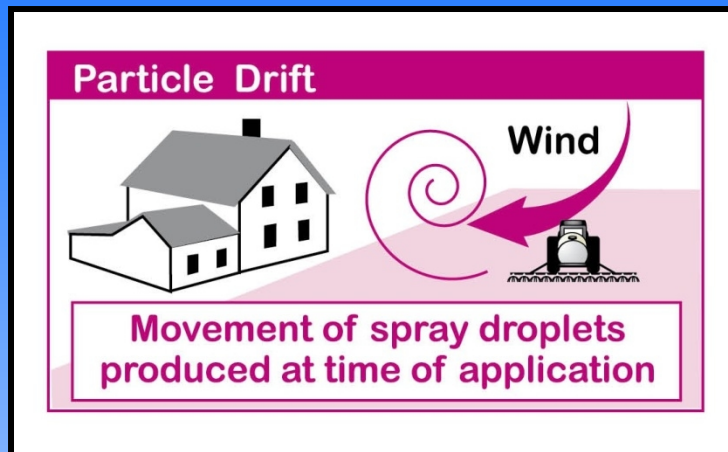 Particle Drift
Wind
Movement of spray droplets
produced at time of application